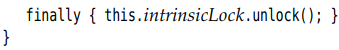 finally { this.intrinsicLock.unlock(); }
}